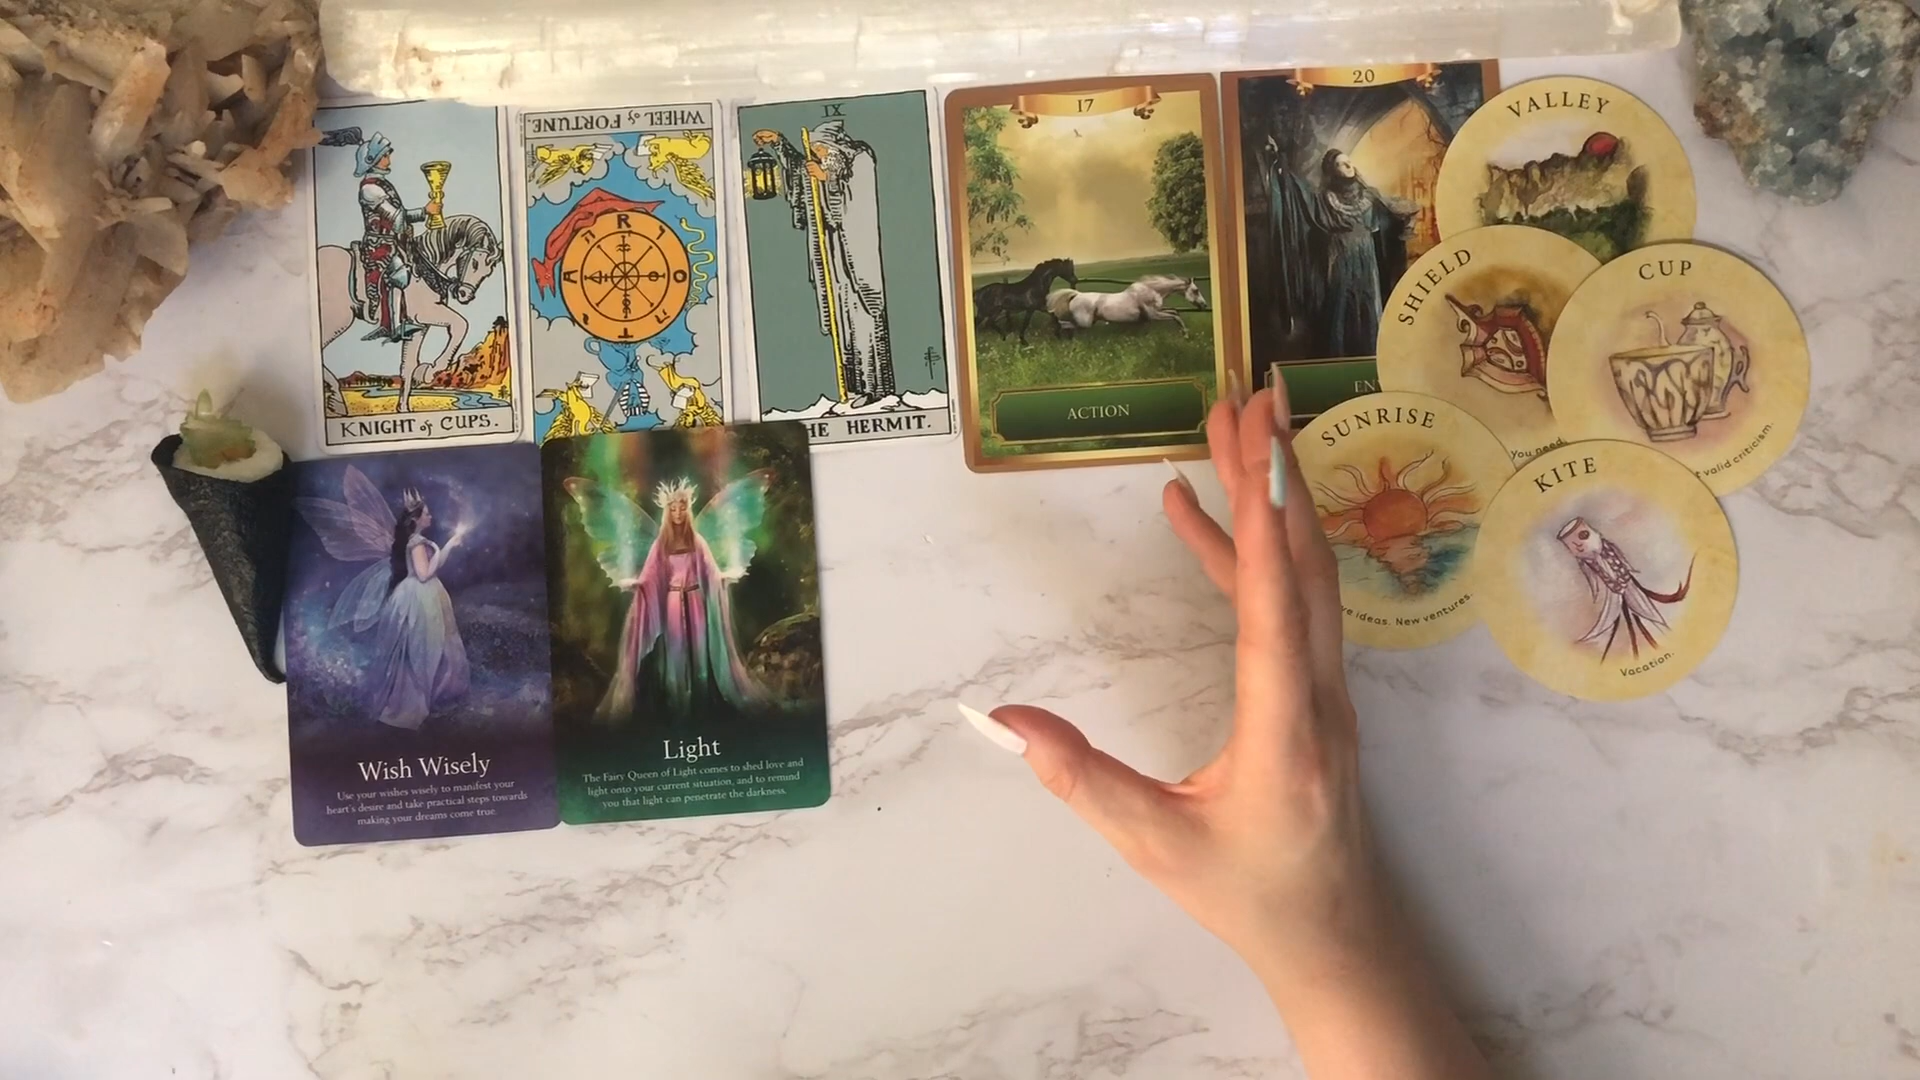 KNIGHT of CUPS.
WHEEL of FORTUNE.
R
O
T
A
IX
HE HERMIT.
17
ACTION
20
EN
VALLEY
SHIELD
You need:
CUP
valid criticism.
SUNRISE
ve ideas. New ventures.
KITE
Vacation.
Wish Wisely
Use your wishes wisely to manifest your
heart's desire and take practical steps towards
making your dreams come true.
Light
The Fairy Queen of Light comes to shed love and
light onto your current situation, and to remind
you that light can penetrate the darkness.